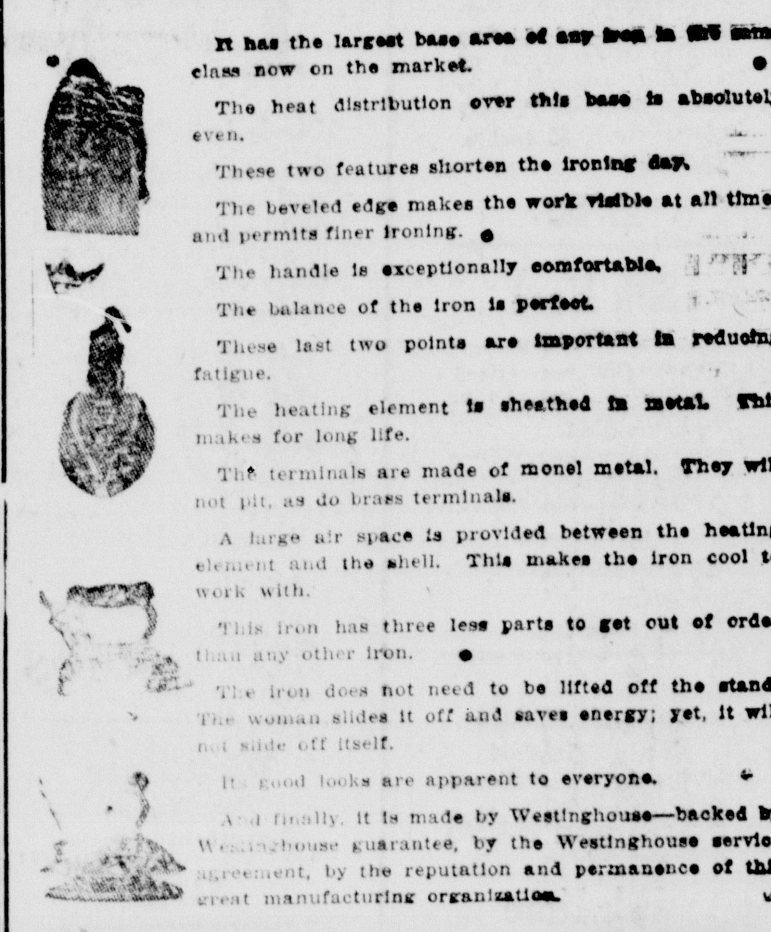 It has the largest base area of any iron in the same
class now on the market.
The heat distribution over this base is absolutel
even.
These two features shorten the ironing day.
The beveled edge makes the work visible at all time
and permits finer ironing.
The handle is exceptionally comfortable.
The balance of the iron is perfect.
These last two points are important in reducin
fatigue.
The heating element is sheathed in metal. Thi
makes for long life.
The terminals are made of monel metal. They wil
not pit, as do brass terminals.
A large air space is provided between the heatin
element and the shell. This makes the iron cool t
work with.
This iron has three less parts to get out of orde
than any other iron.
The iron does not need to be lifted off the stand
The woman slides it off and saves energy; yet, it wil
not slide off itself.
Its good looks are apparent to everyone.
And finally, it is made by Westinghouse—backed b
Westinghouse guarantee, by the Westinghouse servic
agreement, by the reputation and permanence of thi
great manufacturing organization.